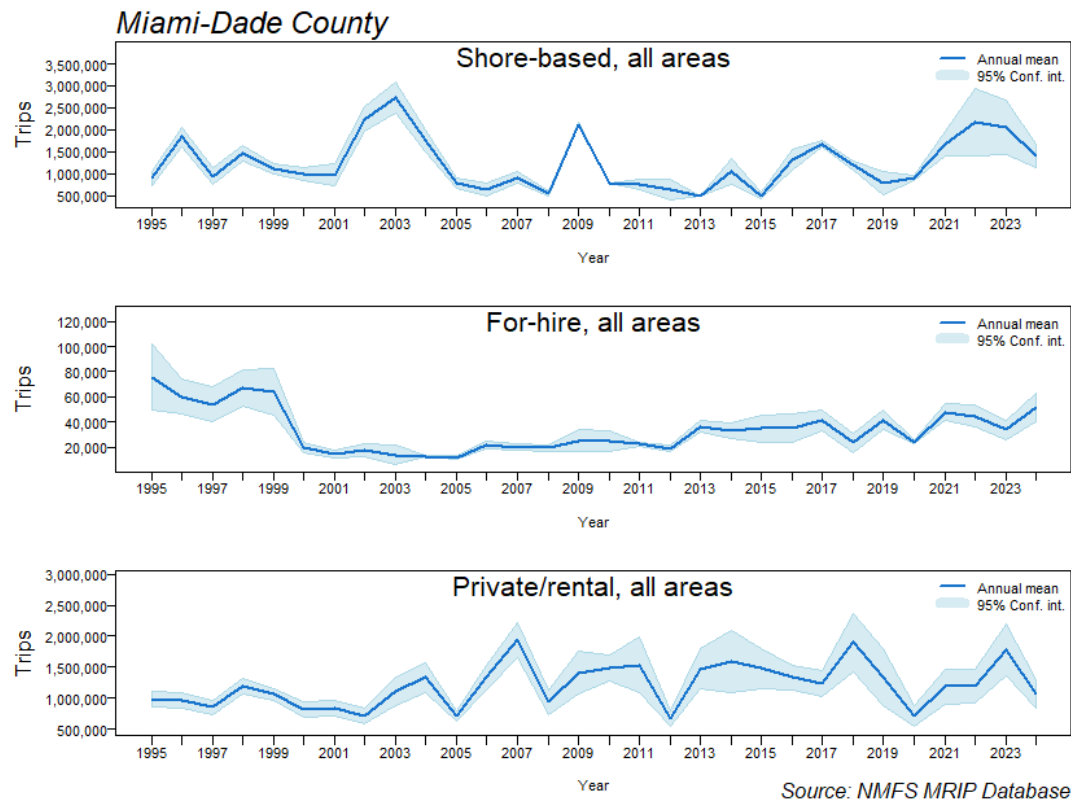 Miami-Dade County
Shore-based, all areas
Annual mean
95% Conf. int.
Trips
3,500,000
3,000,000
2,500,000
2,000,000
1,500,000
1,000,000
500,000
1995 1997 1999 2001 2003 2005 2007 2009 2011 2013 2015 2017 2019 2021 2023
Year
For-hire, all areas
Annual mean
95% Conf. int.
Trips
120,000
100,000
80,000
60,000
40,000
20,000
1995 1997 1999 2001 2003 2005 2007 2009 2011 2013 2015 2017 2019 2021 2023
Year
Private/rental, all areas
Annual mean
95% Conf. int.
Trips
3,000,000
2,500,000
2,000,000
1,500,000
1,000,000
500,000
1995 1997 1999 2001 2003 2005 2007 2009 2011 2013 2015 2017 2019 2021 2023
Year
Source: NMFS MRIP Database